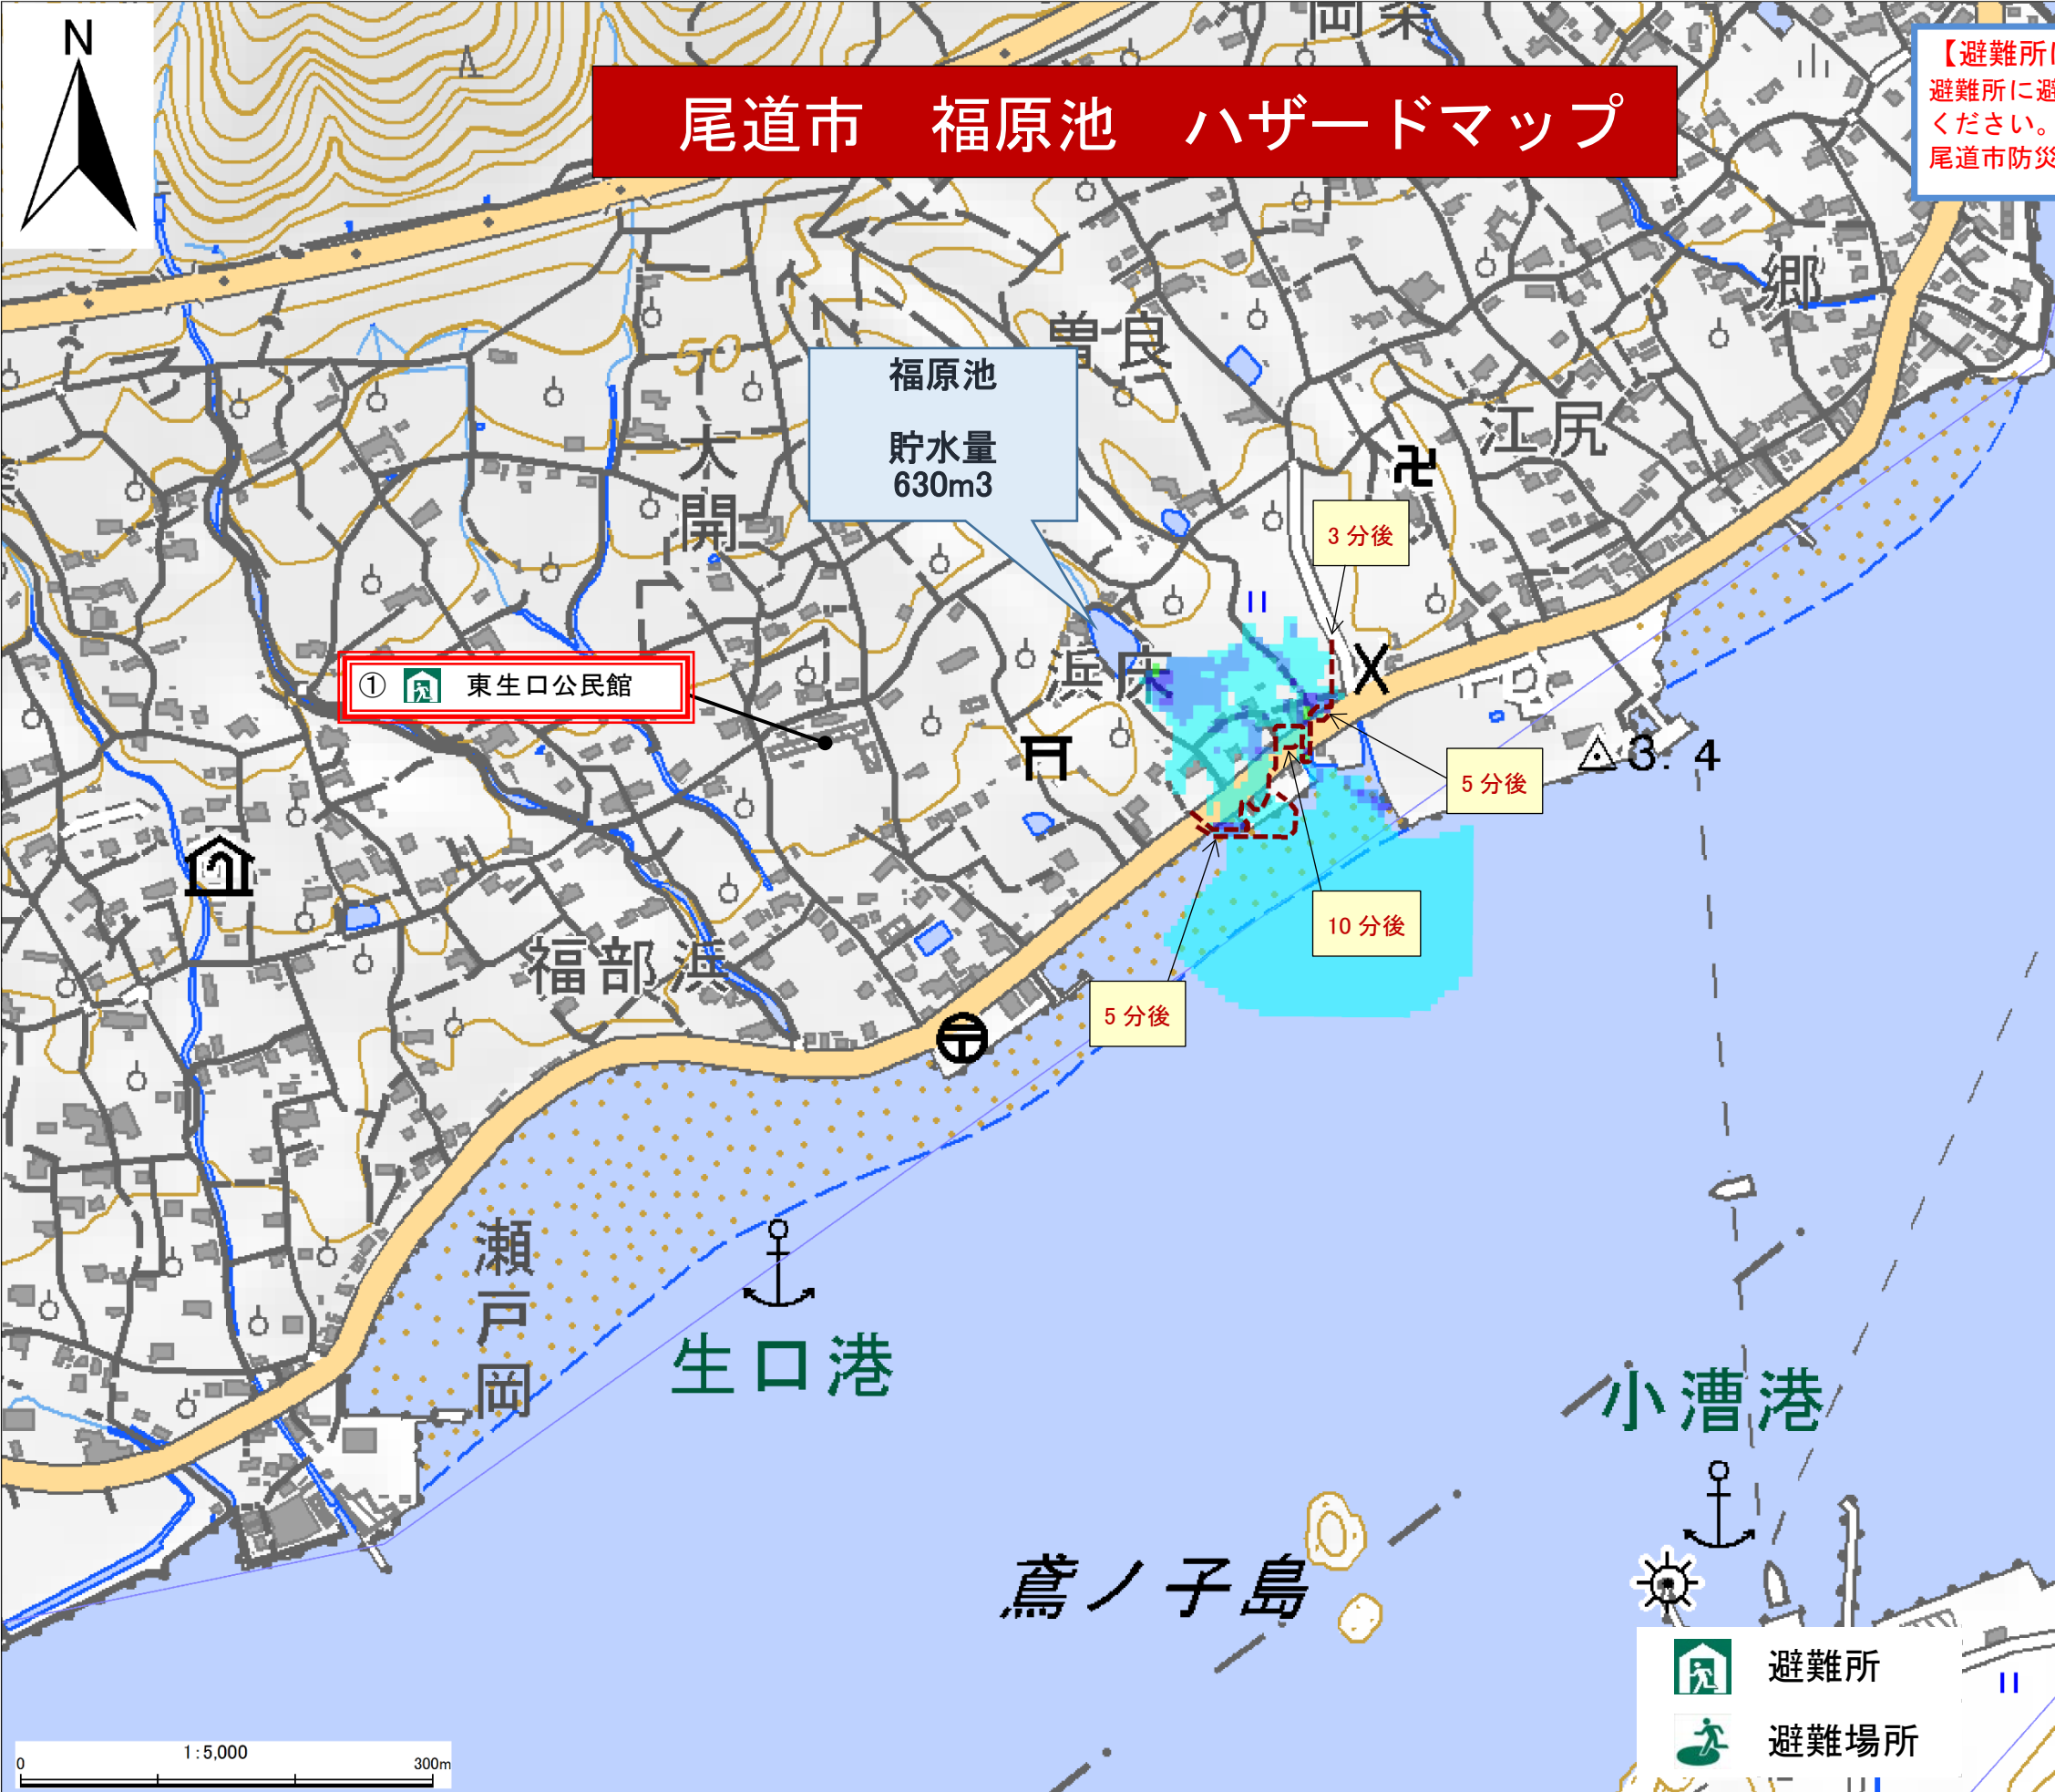 N
尾道市　福原池　ハザードマップ
【避難所
避難所に避
ください。
尾道市防災
郷
曽良
江尻
50
大開
福原池
貯水量
630m3
3 分後
① 東生口公民館
5 分後
3.4
10 分後
5 分後
福部浜
瀬戸岡
生口港
小漕港
鳶ノ子島
避難所
避難場所
1:5,000
0 300m